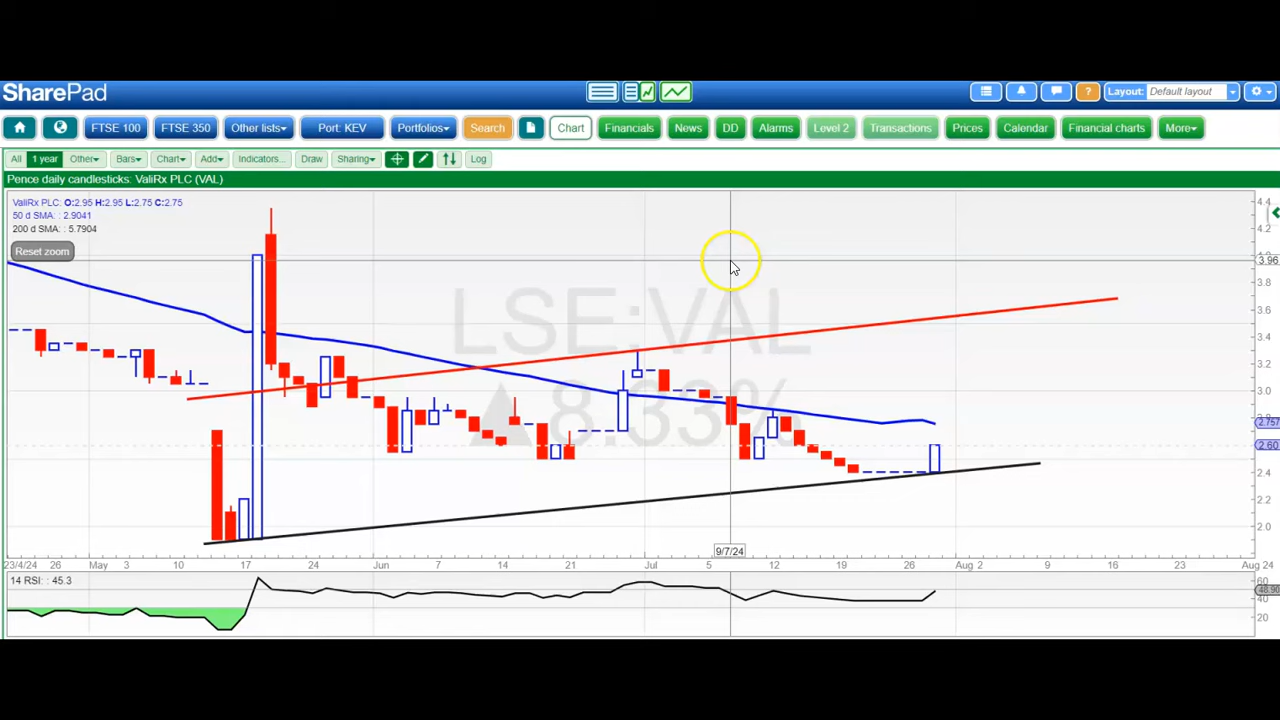 SharePad
Layout: Default layout
FTSE 100 FTSE 350 Other lists Port: KEV Portfolios Search Chart Financials News DD Alarms Level 2 Transactions Prices Calendar Financial charts More
All 1 year Other Bars Chart Add Indicators... Draw Sharing Log
Pence daily candlesticks: ValiRx PLC (VAL)
ValiRx PLC: O:2.95 H:2.95 L:2.75 C:2.75
50 d SMA: : 2.9041
200 d SMA: : 5.7904
Reset zoom
LSE:VAL
▲8.33%
4.4
4.2
3.96
3.8
3.6
3.4
3.2
3.0
2.757
2.60
2.4
2.2
2.0
9/7/24
23/4/24 26 May 3 10 17 24 Jun 7 14 21 Jul 5 12 19 26 Aug 2 9 16 23 Aug 24
14 RSI: : 45.3
60
48.90
40
20